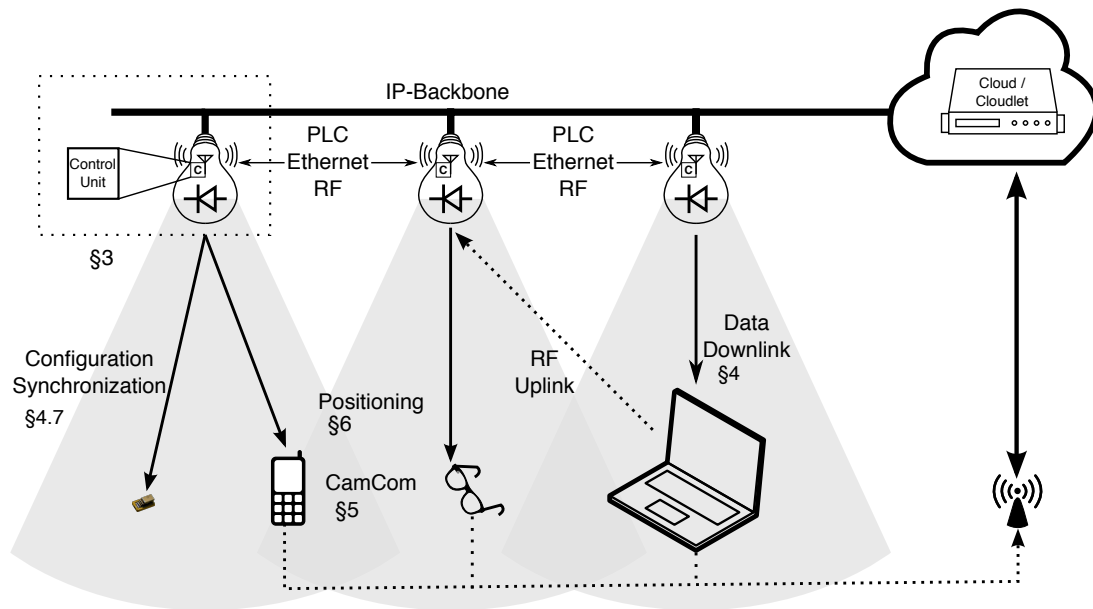 IP-Backbone
Cloud /
Cloudlet
PLC
Ethernet
RF
PLC
Ethernet
RF
Control
Unit
C
C
C
§3
Configuration
Synchronization
§4.7
Positioning
§6
CamCom
§5
RF
Uplink
Data
Downlink
§4